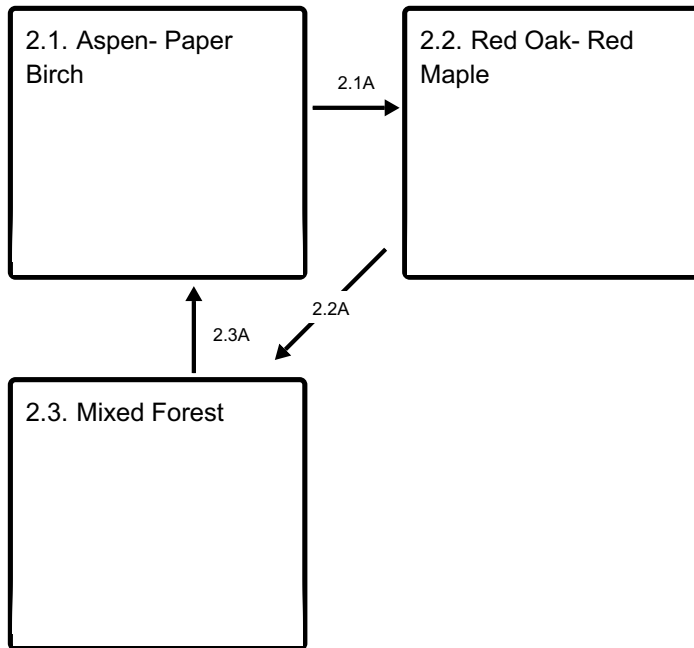 2.1. Aspen- Paper
Birch
2.1A
2.2. Red Oak- Red
Maple
2.2A
2.3A
2.3. Mixed Forest